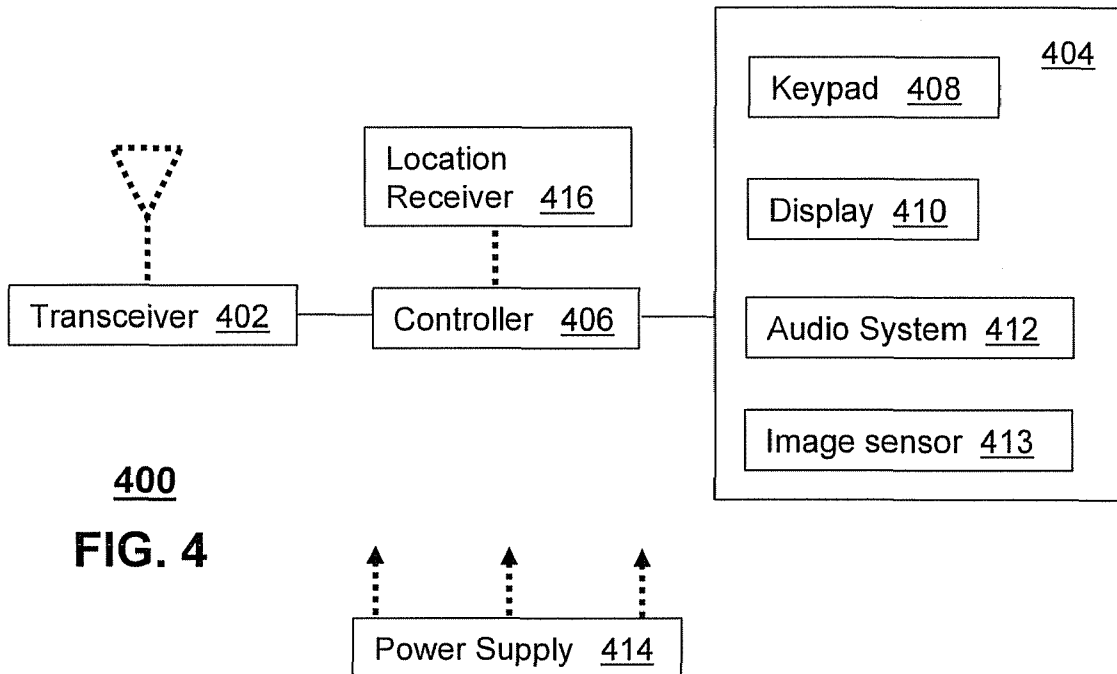 404
Keypad 408
Location
Receiver 416
Display 410
Transceiver 402
Controller 406
Audio System 412
Image sensor 413
400
FIG. 4
Power Supply 414